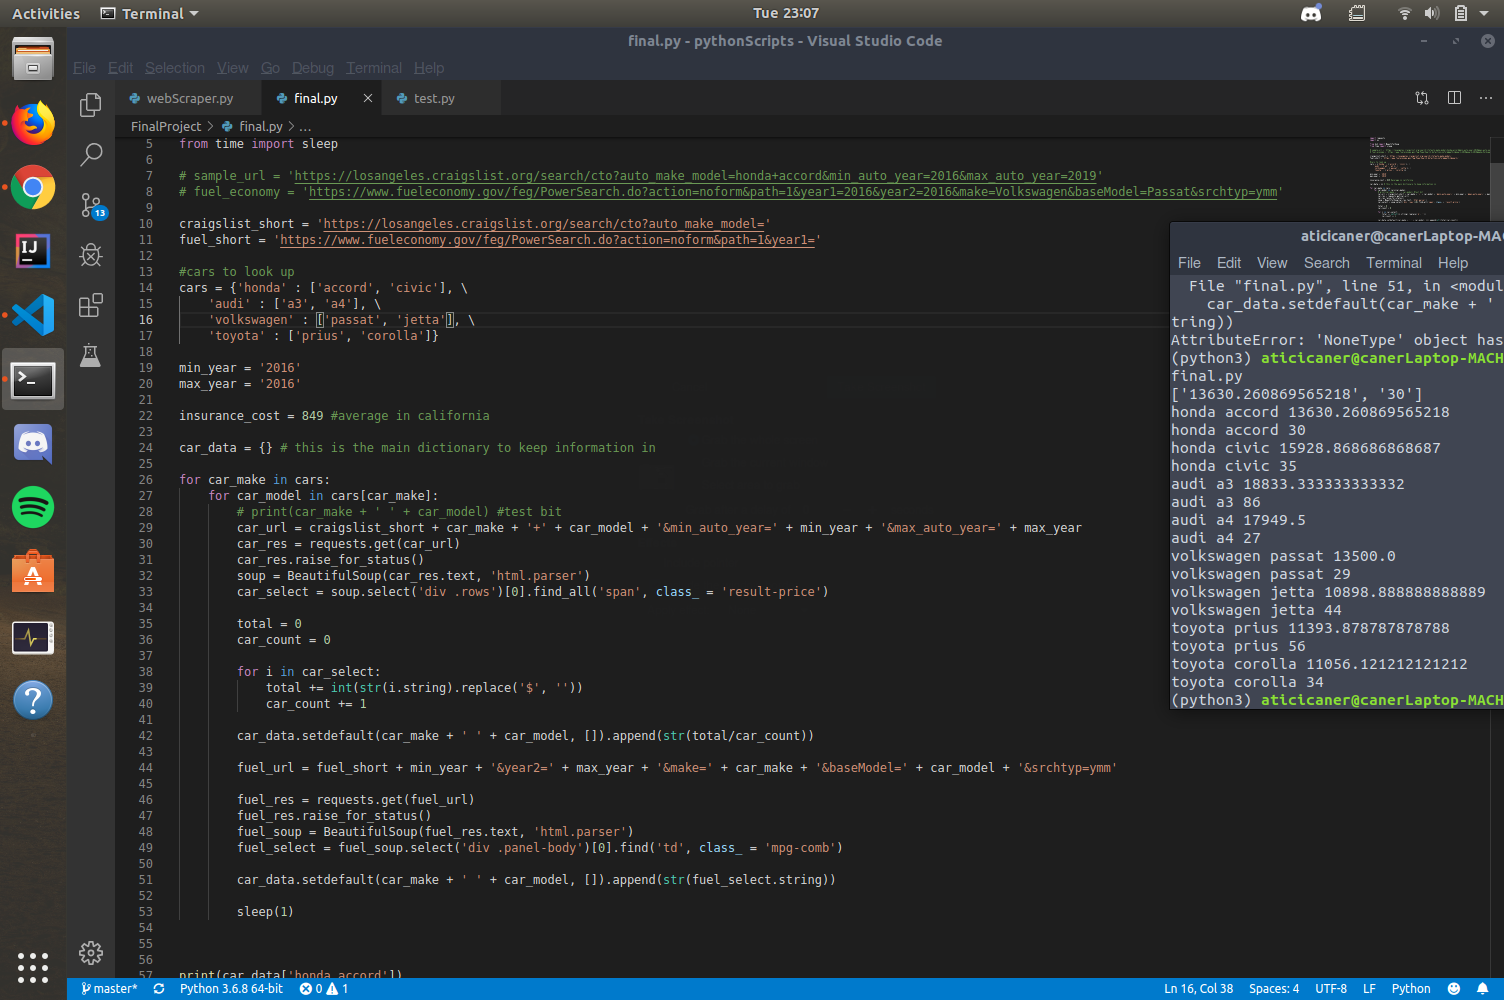 Activities
Terminal
Tue 23:07
final.py - pythonScripts - Visual Studio Code
File Edit Selection View Go Debug Terminal Help
webScraper.py
final.py
test.py
FinalProject > final.py > ...
5 from time import sleep
6
7 # sample_url = 'https://losangeles.craigslist.org/search/cto?auto_make_model=honda+accord&min_auto_year=2016&max_auto_year=2019'
8 # fuel_economy = 'https://www.fueleconomy.gov/feg/PowerSearch.do?action=noform&path=1&year1=2016&year2=2016&make=Volkswagen&baseModel=Passat&srchtyp=ymm'
9
10 craigslist_short = 'https://losangeles.craigslist.org/search/cto?auto_make_model='
11 fuel_short = 'https://www.fueleconomy.gov/feg/PowerSearch.do?action=noform&path=1&year1='
12
13 #cars to look up
14 cars = {'honda' : ['accord', 'civic'], \
15 'audi' : ['a3', 'a4'], \
16 'volkswagen' : ['passat', 'jetta'], \
17 'toyota' : ['prius', 'corolla']}
18
19 min_year = '2016'
20 max_year = '2016'
21
22 insurance_cost = 849 #average in california
23
24 car_data = {} # this is the main dictionary to keep information in
25
26 for car_make in cars:
27 for car_model in cars[car_make]:
28 # print(car_make + ' ' + car_model) #test bit
29 car_url = craigslist_short + car_make + '+' + car_model + '&min_auto_year=' + min_year + '&max_auto_year=' + max_year
30 car_res = requests.get(car_url)
31 car_res.raise_for_status()
32 soup = BeautifulSoup(car_res.text, 'html.parser')
33 car_select = soup.select('div .rows')[0].find_all('span', class_ = 'result-price')
34
35 total = 0
36 car_count = 0
37
38 for i in car_select:
39 total += int(str(i.string).replace('$', ''))
40 car_count += 1
41
42 car_data.setdefault(car_make + ' ' + car_model, []).append(str(total/car_count))
43
44 fuel_url = fuel_short + min_year + '&year2=' + max_year + '&make=' + car_make + '&baseModel=' + car_model + '&srchtyp=ymm'
45
46 fuel_res = requests.get(fuel_url)
47 fuel_res.raise_for_status()
48 fuel_soup = BeautifulSoup(fuel_res.text, 'html.parser')
49 fuel_select = fuel_soup.select('div .panel-body')[0].find('td', class_ = 'mpg-comb')
50
51 car_data.setdefault(car_make + ' ' + car_model, []).append(str(fuel_select.string))
52
53 sleep(1)
54
55
56
57 print(car_data['honda accord'])
aticicaner@canerLaptop-MAC
File Edit View Search Terminal Help
File "final.py", line 51, in <modul
car_data.setdefault(car_make + '
tring))
AttributeError: 'NoneType' object has
(python3) aticicaner@canerLaptop-MACH
final.py
['13630.260869565218', '30']
honda accord 13630.260869565218
honda accord 30
honda civic 15928.868686868687
honda civic 35
audi a3 18833.333333333332
audi a3 86
audi a4 17949.5
audi a4 27
volkswagen passat 13500.0
volkswagen passat 29
volkswagen jetta 10898.888888888889
volkswagen jetta 44
toyota prius 11393.878787878788
toyota prius 56
toyota corolla 11056.121212121212
toyota corolla 34
(python3) aticicaner@canerLaptop-MACH
13
IJ
master*
Python 3.6.8 64-bit
0
1
Ln 16, Col 38
Spaces: 4
UTF-8
LF
Python